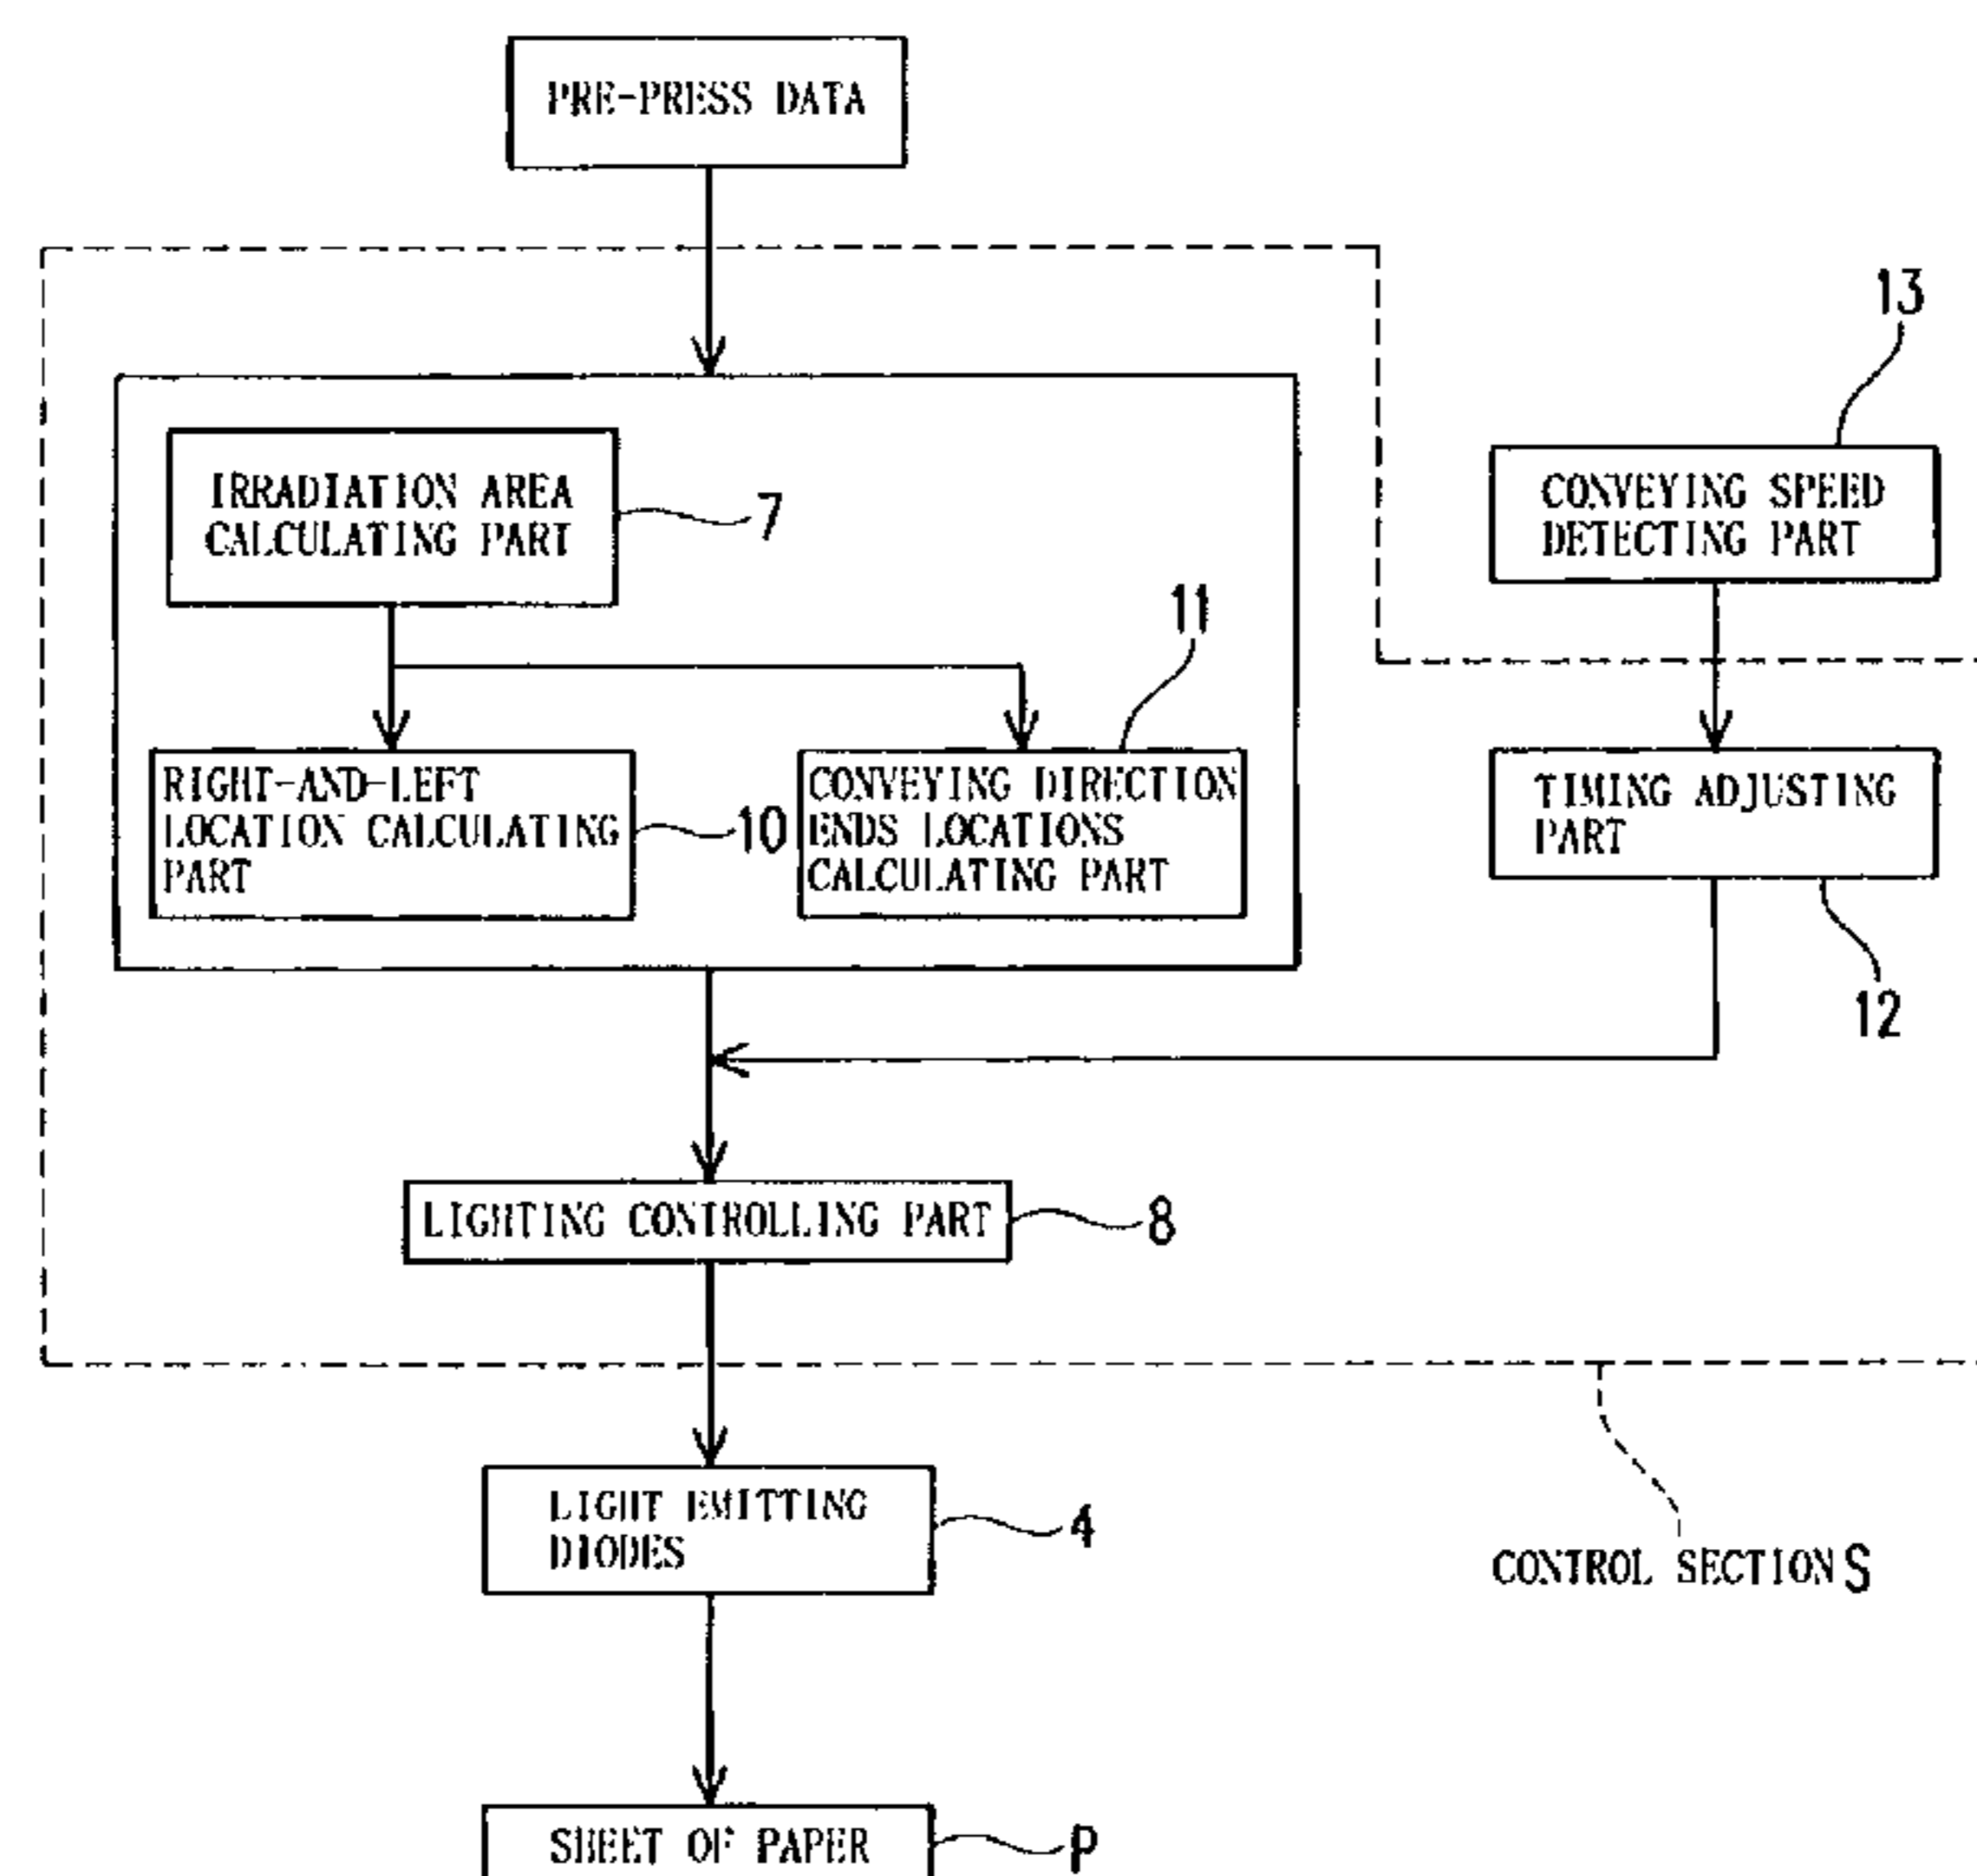 PRE-PRESS DATA
13
IRRADIATION AREA
CALCULATING PART
7
CONVEYING SPEED
DETECTING PART
11
RIGHT-AND-LEFT
LOCATION CALCULATING
PART
10
CONVEYING DIRECTION
ENDS LOCATIONS
CALCULATING PART
TIMING ADJUSTING
PART
12
LIGHTING CONTROLLING PART
8
LIGHT EMITTING
DIODES
4
CONTROL SECTION S
SHEET OF PAPER
P